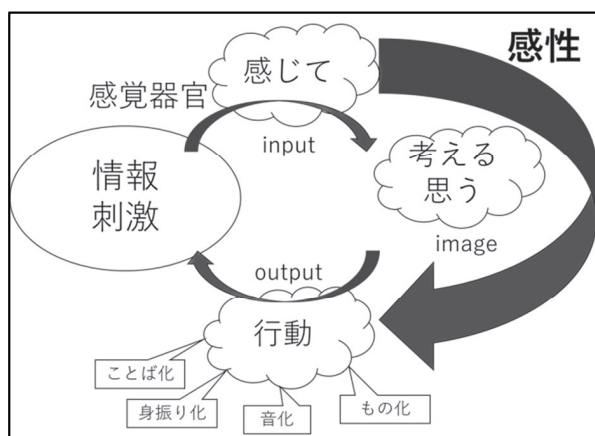 感性
感じて
感覚器官
input
情報
刺激
考える
思う
image
output
行動
ことば化
身振り化
音化
もの化